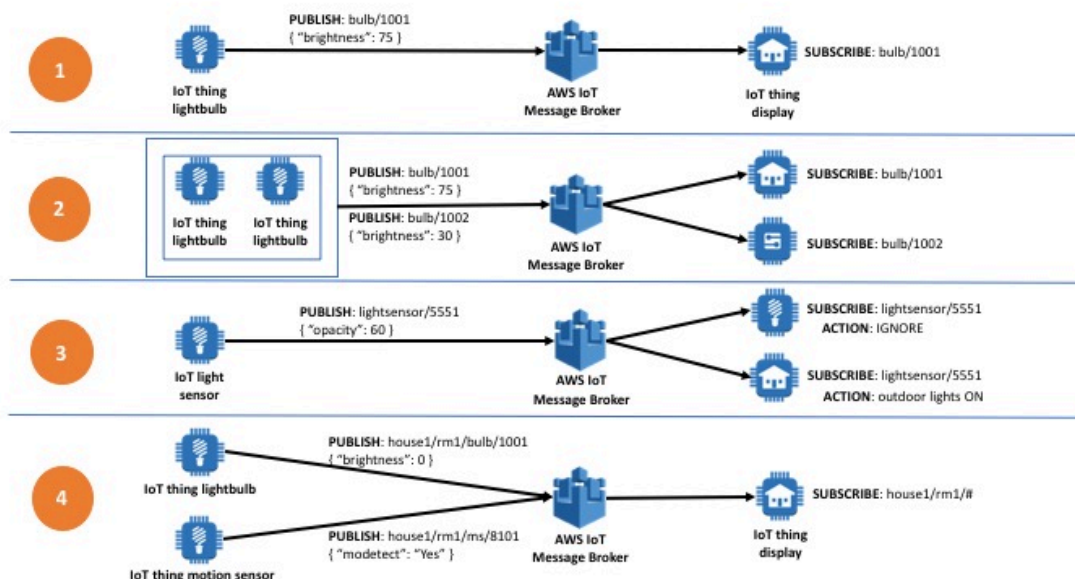 1
PUBLISH: bulb/1001
{ “brightness”: 75 }
IoT thing
lightbulb
AWS IoT
Message Broker
IoT thing
display
SUBSCRIBE: bulb/1001
2
IoT thing
lightbulb
IoT thing
lightbulb
PUBLISH: bulb/1001
{ “brightness”: 75 }
PUBLISH: bulb/1002
{ “brightness”: 30 }
AWS IoT
Message Broker
SUBSCRIBE: bulb/1001
SUBSCRIBE: bulb/1002
3
IoT light
sensor
PUBLISH: lightsensor/5551
{ “opacity”: 60 }
AWS IoT
Message Broker
SUBSCRIBE: lightsensor/5551
ACTION: IGNORE
SUBSCRIBE: lightsensor/5551
ACTION: outdoor lights ON
4
IoT thing lightbulb
PUBLISH: house1/rm1/bulb/1001
{ “brightness”: 0 }
IoT thing motion sensor
PUBLISH: house1/rm1/ms/8101
{ “modetect”: “Yes” }
AWS IoT
Message Broker
IoT thing
display
SUBSCRIBE: house1/rm1/#